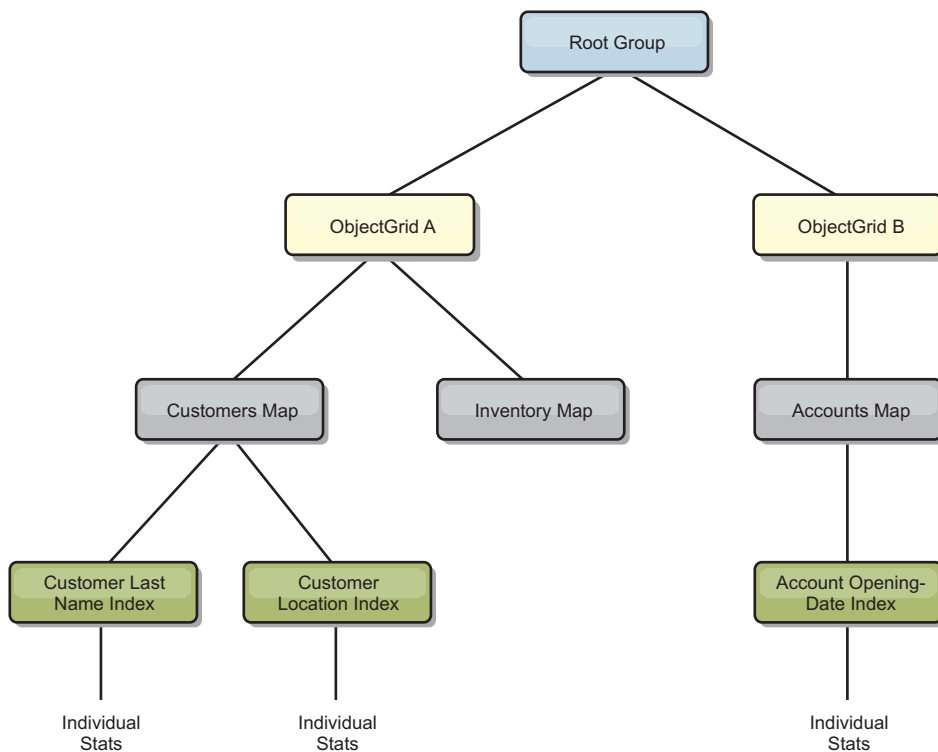 Root Group
ObjectGrid A
ObjectGrid B
Customers Map
Inventory Map
Accounts Map
Customer Last
Name Index
Customer
Location Index
Account Opening-
Date Index
Individual
Stats
Individual
Stats
Individual
Stats